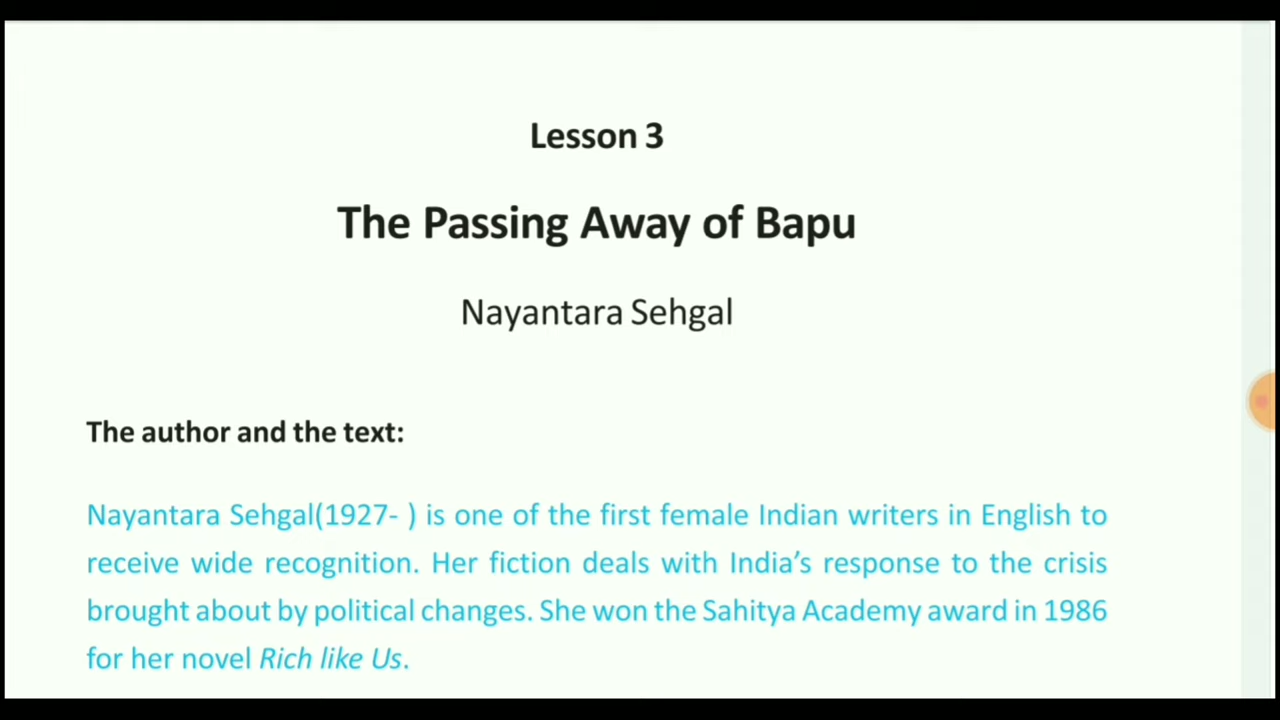 Lesson 3
The Passing Away of Bapu
Nayantara Sehgal
The author and the text:
Nayantara Sehgal(1927- ) is one of the first female Indian writers in English to
receive wide recognition. Her fiction deals with India’s response to the crisis
brought about by political changes. She won the Sahitya Academy award in 1986
for her novel Rich like Us.